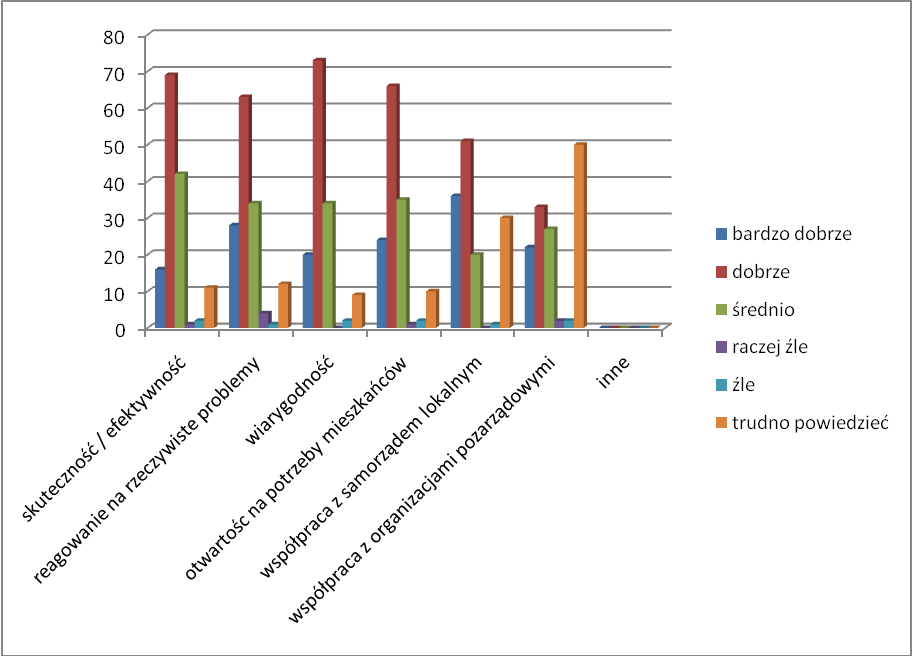 80
70
60
50
40
30
20
10
0
skuteczność / efektywność
reagowanie na rzeczywiste problemy
wiarygodność
otwartość na potrzeby mieszkańców
współpraca z samorządem lokalnym
współpraca z organizacjami pozarządowymi
inne
bardzo dobrze
dobrze
średnio
raczej źle
źle
trudno powiedzieć